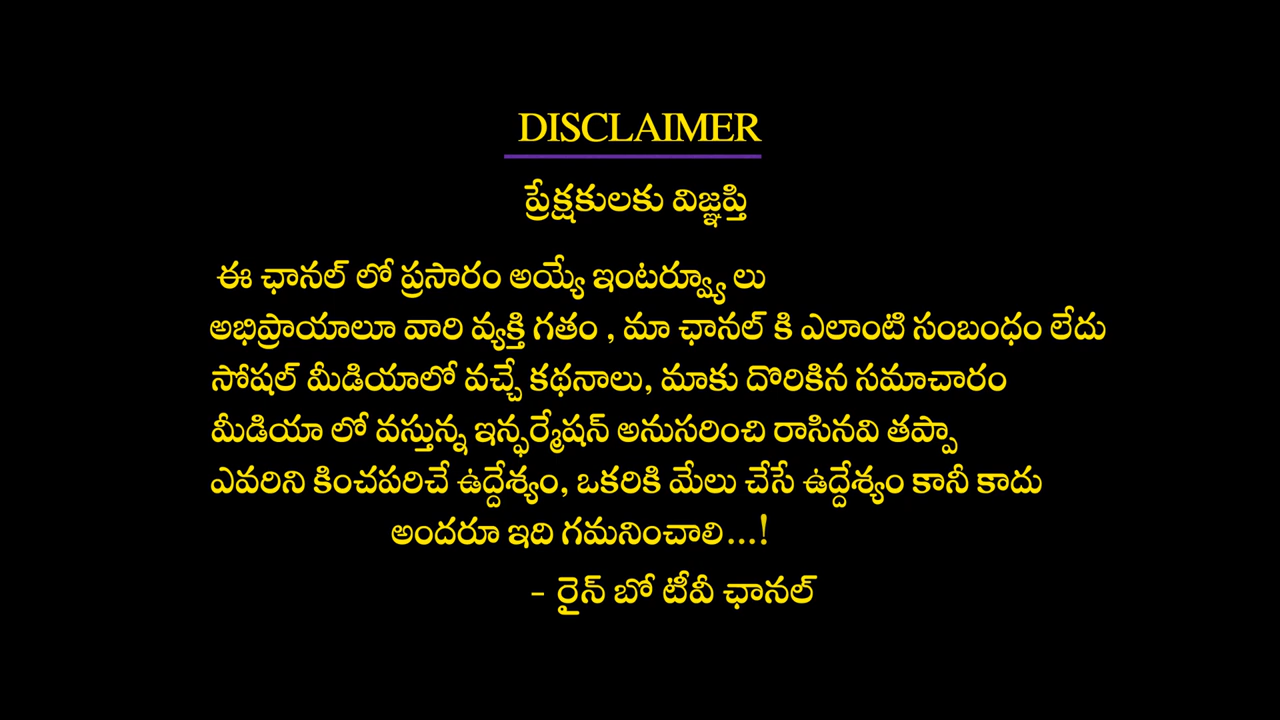 DISCLAIMER
ప్రేక్షకులకు విజ్ఞప్తి
ఈ ఛానల్ లో ప్రసారం అయ్యే ఇంటర్వ్యూ లు
అభిప్రాయాలూ వారి వ్యక్తి గతం , మా ఛానల్ కి ఎలాంటి సంబంధం లేదు
సోషల్ మీడియాలో వచ్చే కథనాలు, మాకు దొరికిన సమాచారం
మీడియా లో వస్తున్న ఇన్ఫర్మేషన్ అనుసరించి రాసినవి తప్పా
ఎవరిని కించపరిచే ఉద్దేశ్యం, ఒకరికి మేలు చేసే ఉద్దేశ్యం కానీ కాదు
అందరూ ఇది గమనించాలి...!
- రైన్ బో టీవీ ఛానల్